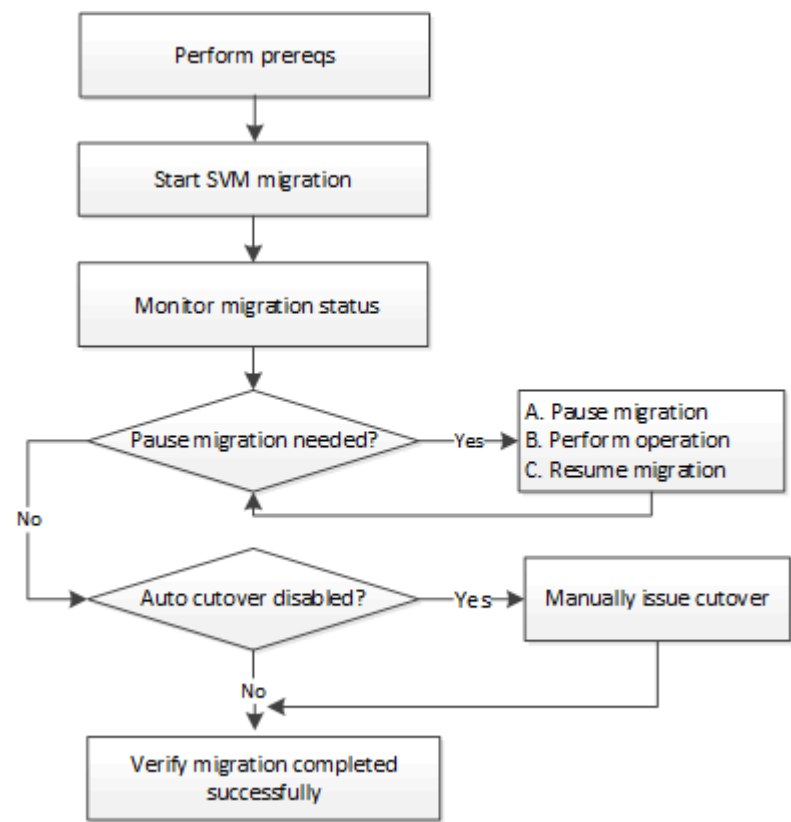 Perform prereqs
Start SVM migration
Monitor migration status
Pause migration needed?
Yes
A. Pause migration
B. Perform operation
C. Resume migration
No
Auto cutover disabled?
Yes
Manually issue cutover
No
Verify migration completed
successfully